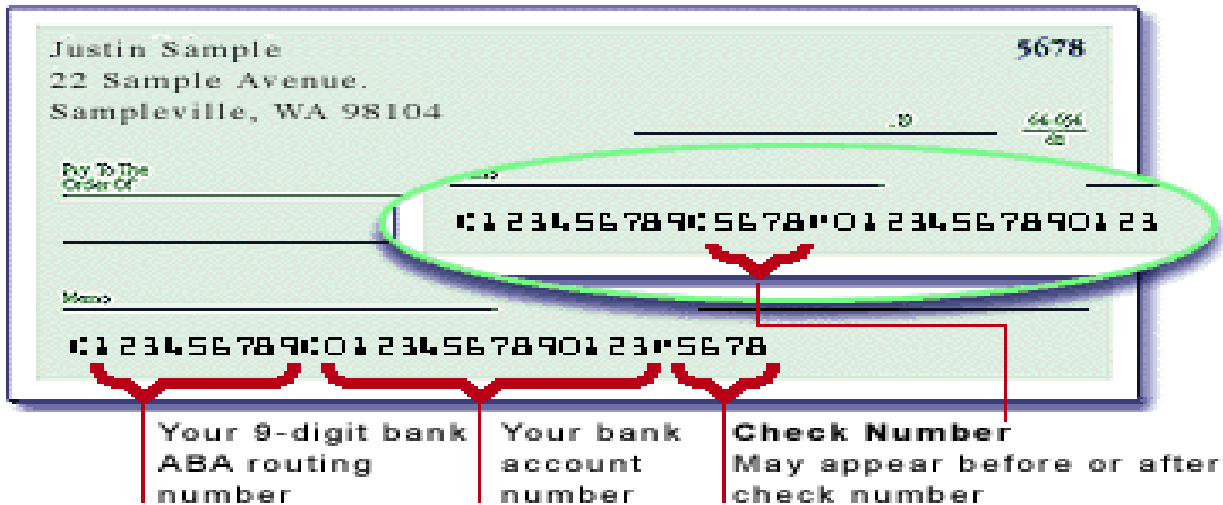 Justin Sample
5678
22 Sample Avenue.
Sampleville, WA 98104
, 19
Pay To The
Order Of
⑆123456789⑆5678⑈01234567890123
Memo
⑆123456789⑆01234567890123⑈5678
Your 9-digit bank
ABA routing
number
Your bank
account
number
Check Number
May appear before or after
check number